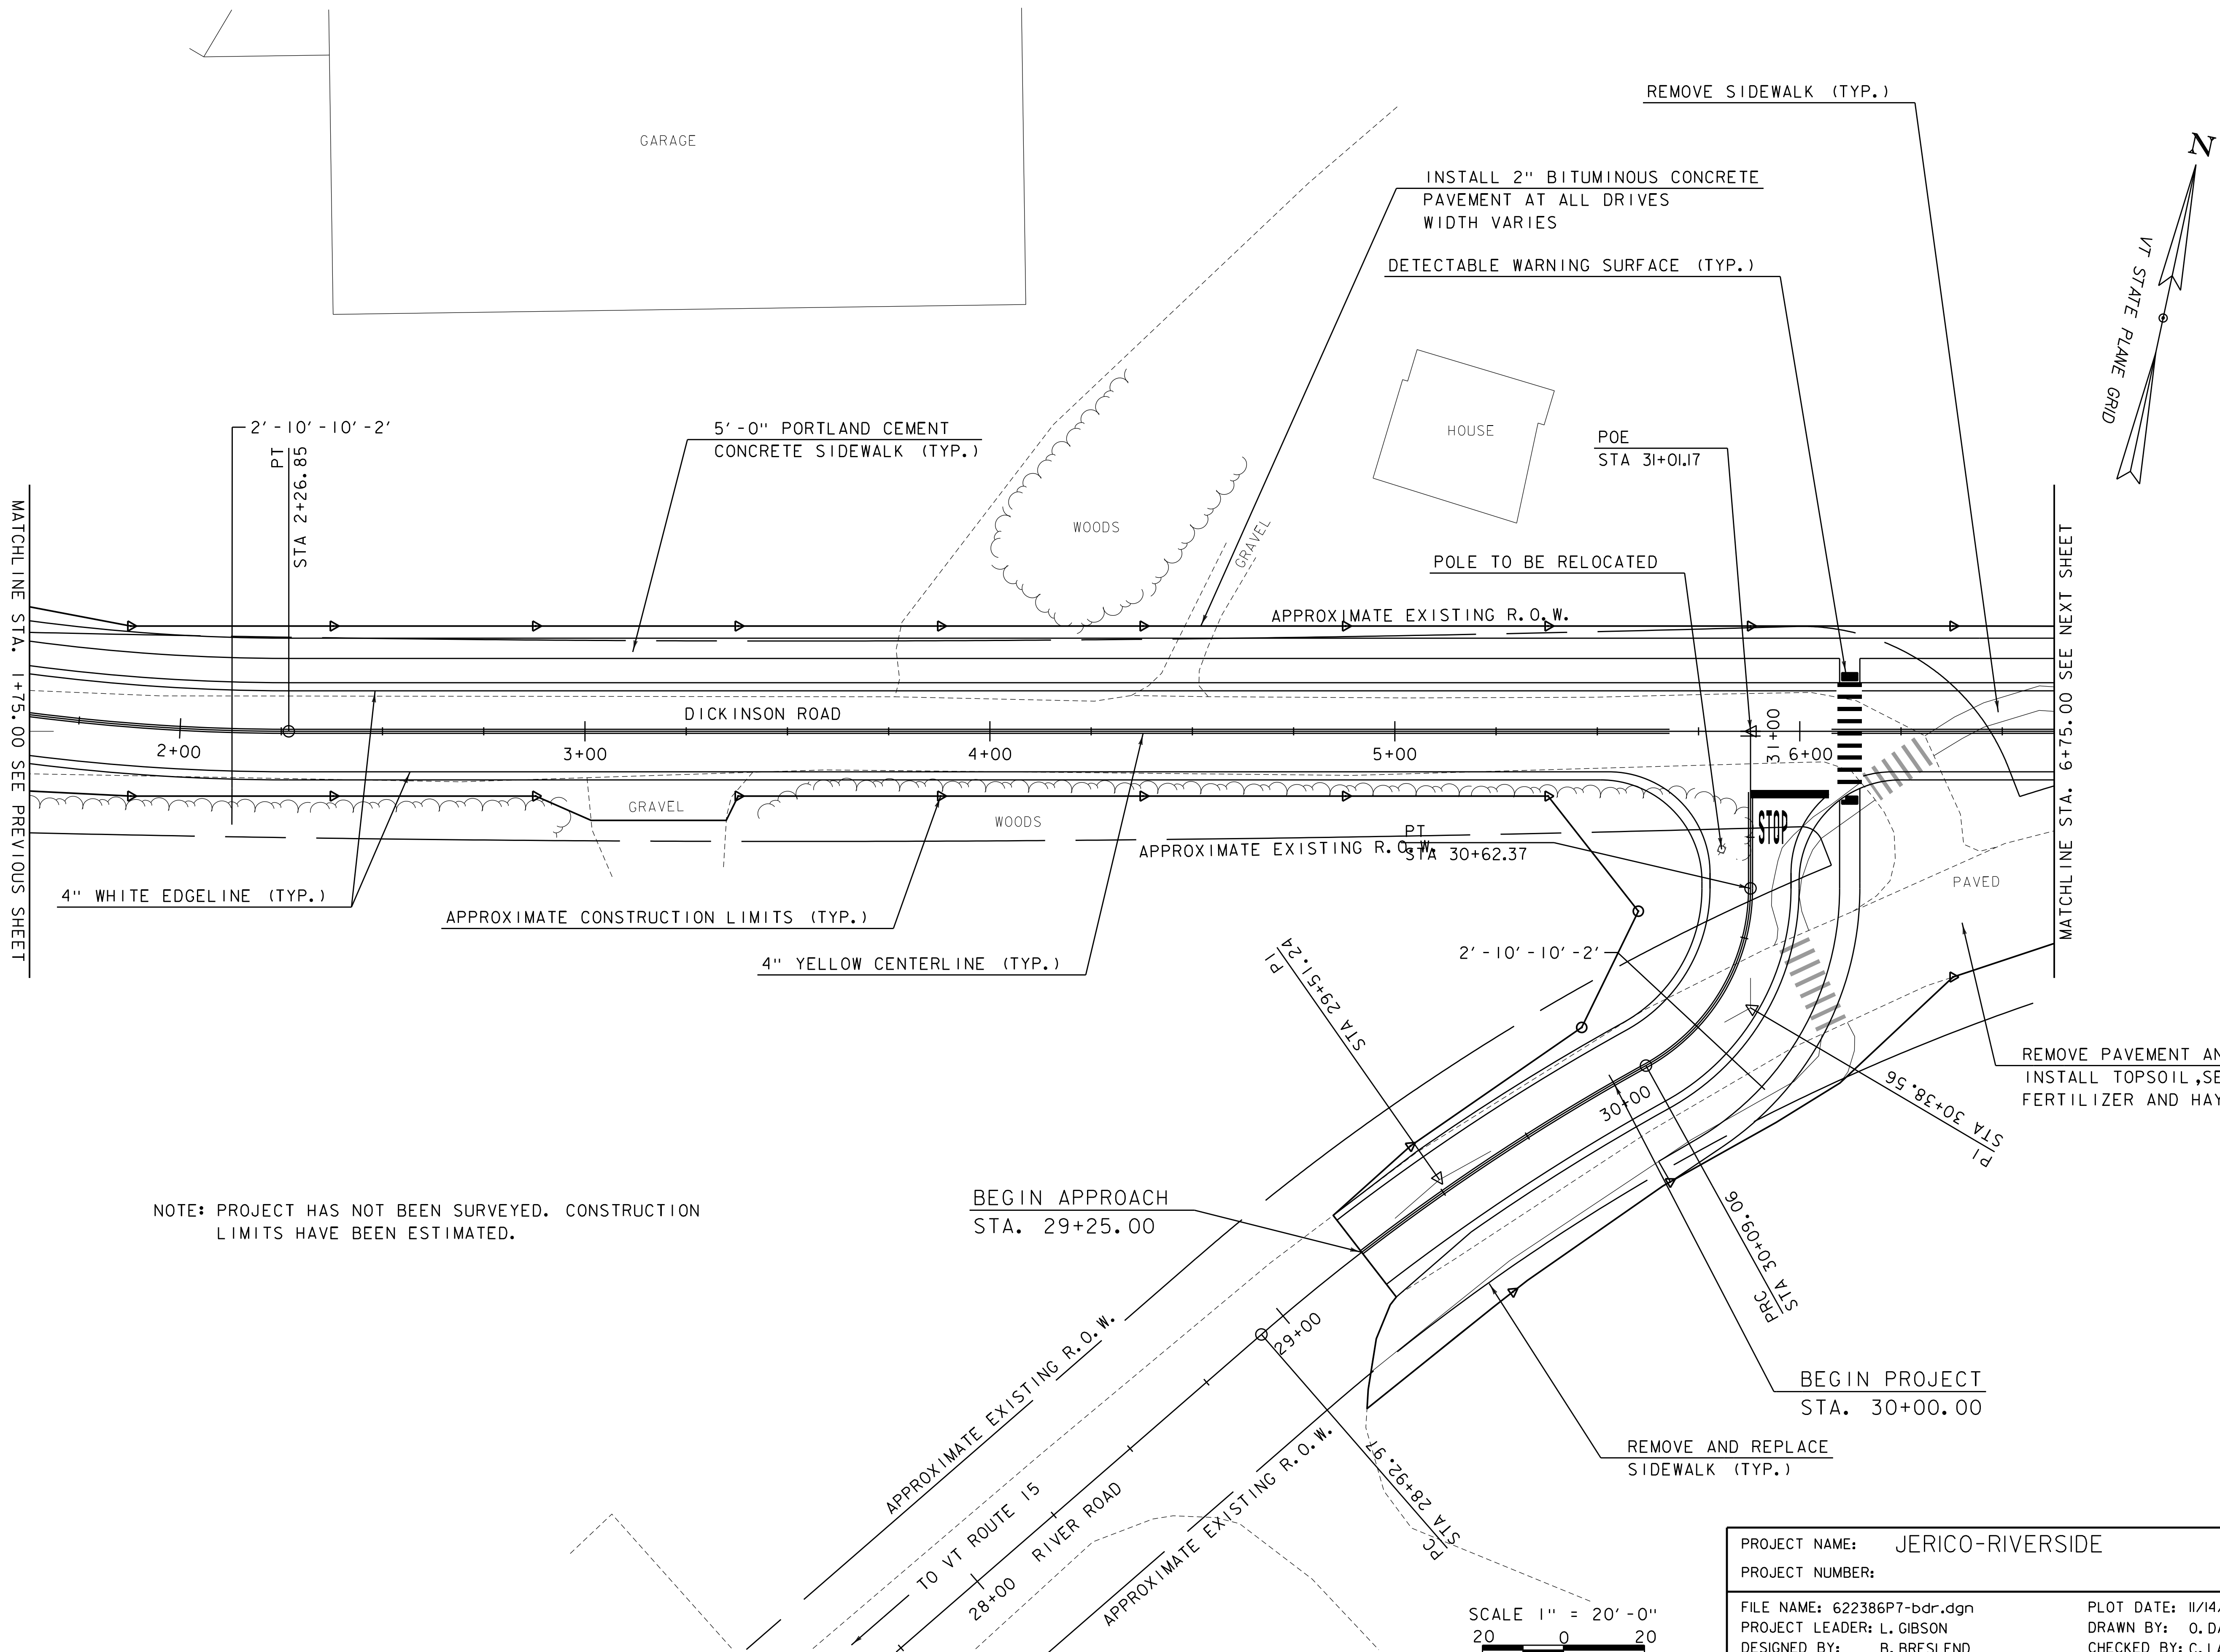 GARAGE
REMOVE SIDEWALK (TYP.)
N
VT STATE PLANE GRID
INSTALL 2" BITUMINOUS CONCRETE
PAVEMENT AT ALL DRIVES
WIDTH VARIES
DETECTABLE WARNING SURFACE (TYP.)
2'-10'-10'-2'
PT
STA 2+26.85
5'-0" PORTLAND CEMENT
CONCRETE SIDEWALK (TYP.)
HOUSE
POE
STA 31+01.17
WOODS
GRAVEL
POLE TO BE RELOCATED
APPROXIMATE EXISTING R.O.W.
MATCHLINE STA. 1+75.00 SEE PREVIOUS SHEET
MATCHLINE STA. 6+75.00 SEE NEXT SHEET
DICKINSON ROAD
2+00
3+00
4+00
5+00
31+00
6+00
GRAVEL
WOODS
STOP
APPROXIMATE EXISTING R.O.W.
PT
STA 30+62.37
PAVED
4" WHITE EDGELINE (TYP.)
APPROXIMATE CONSTRUCTION LIMITS (TYP.)
4" YELLOW CENTERLINE (TYP.)
2'-10'-10'-2'
PI
STA 29+51.24
REMOVE PAVEMENT AN
INSTALL TOPSOIL,SE
FERTILIZER AND HAY
30+00
STA 30+38.56
PI
NOTE: PROJECT HAS NOT BEEN SURVEYED. CONSTRUCTION
LIMITS HAVE BEEN ESTIMATED.
BEGIN APPROACH
STA. 29+25.00
STA 30+09.06
PRC
29+00
BEGIN PROJECT
STA. 30+00.00
REMOVE AND REPLACE
SIDEWALK (TYP.)
STA 28+92.97
PC
APPROXIMATE EXISTING R.O.W.
TO VT ROUTE 15
RIVER ROAD
28+00
APPROXIMATE EXISTING R.O.W.
SCALE 1" = 20'-0"
20 0 20
PROJECT NAME: JERICO-RIVERSIDE
PROJECT NUMBER:
FILE NAME: 622386P7-bdr.dgn PLOT DATE: 11/14/
PROJECT LEADER: L. GIBSON DRAWN BY: O. DA
DESIGNED BY: B. BRESLEND CHECKED BY: C. LA